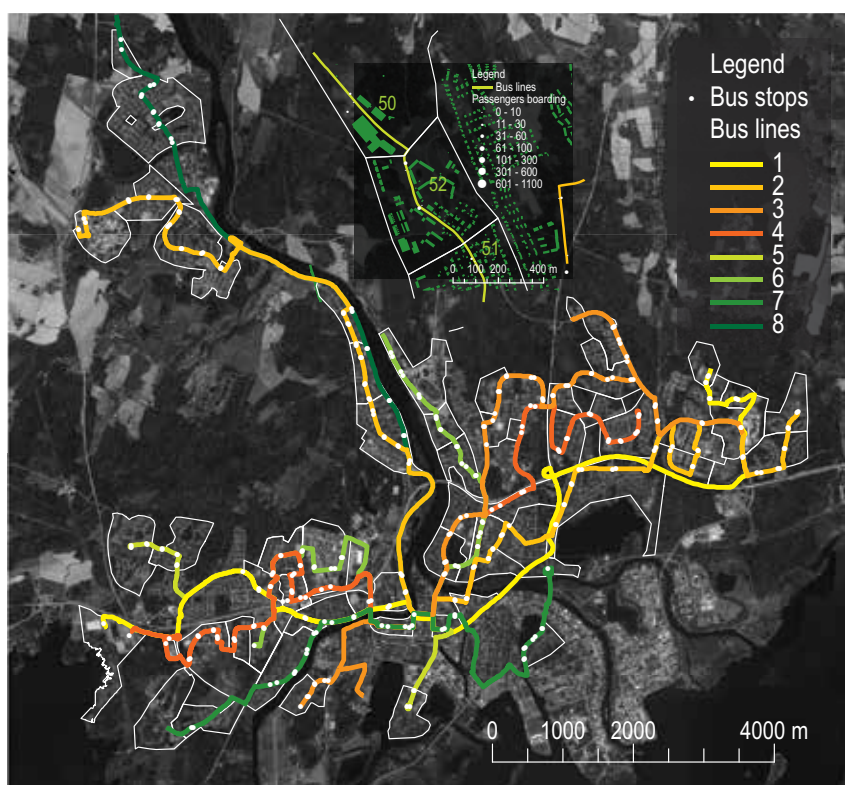 Legend
Bus stops
Bus lines
1
2
3
4
5
6
7
8
Legend
Bus lines
Passengers boarding
0 - 10
11 - 30
31 - 60
61 - 100
101 - 300
301 - 600
601 - 1100
50
52
51
0 100 200 400 m
0 1000 2000 4000 m